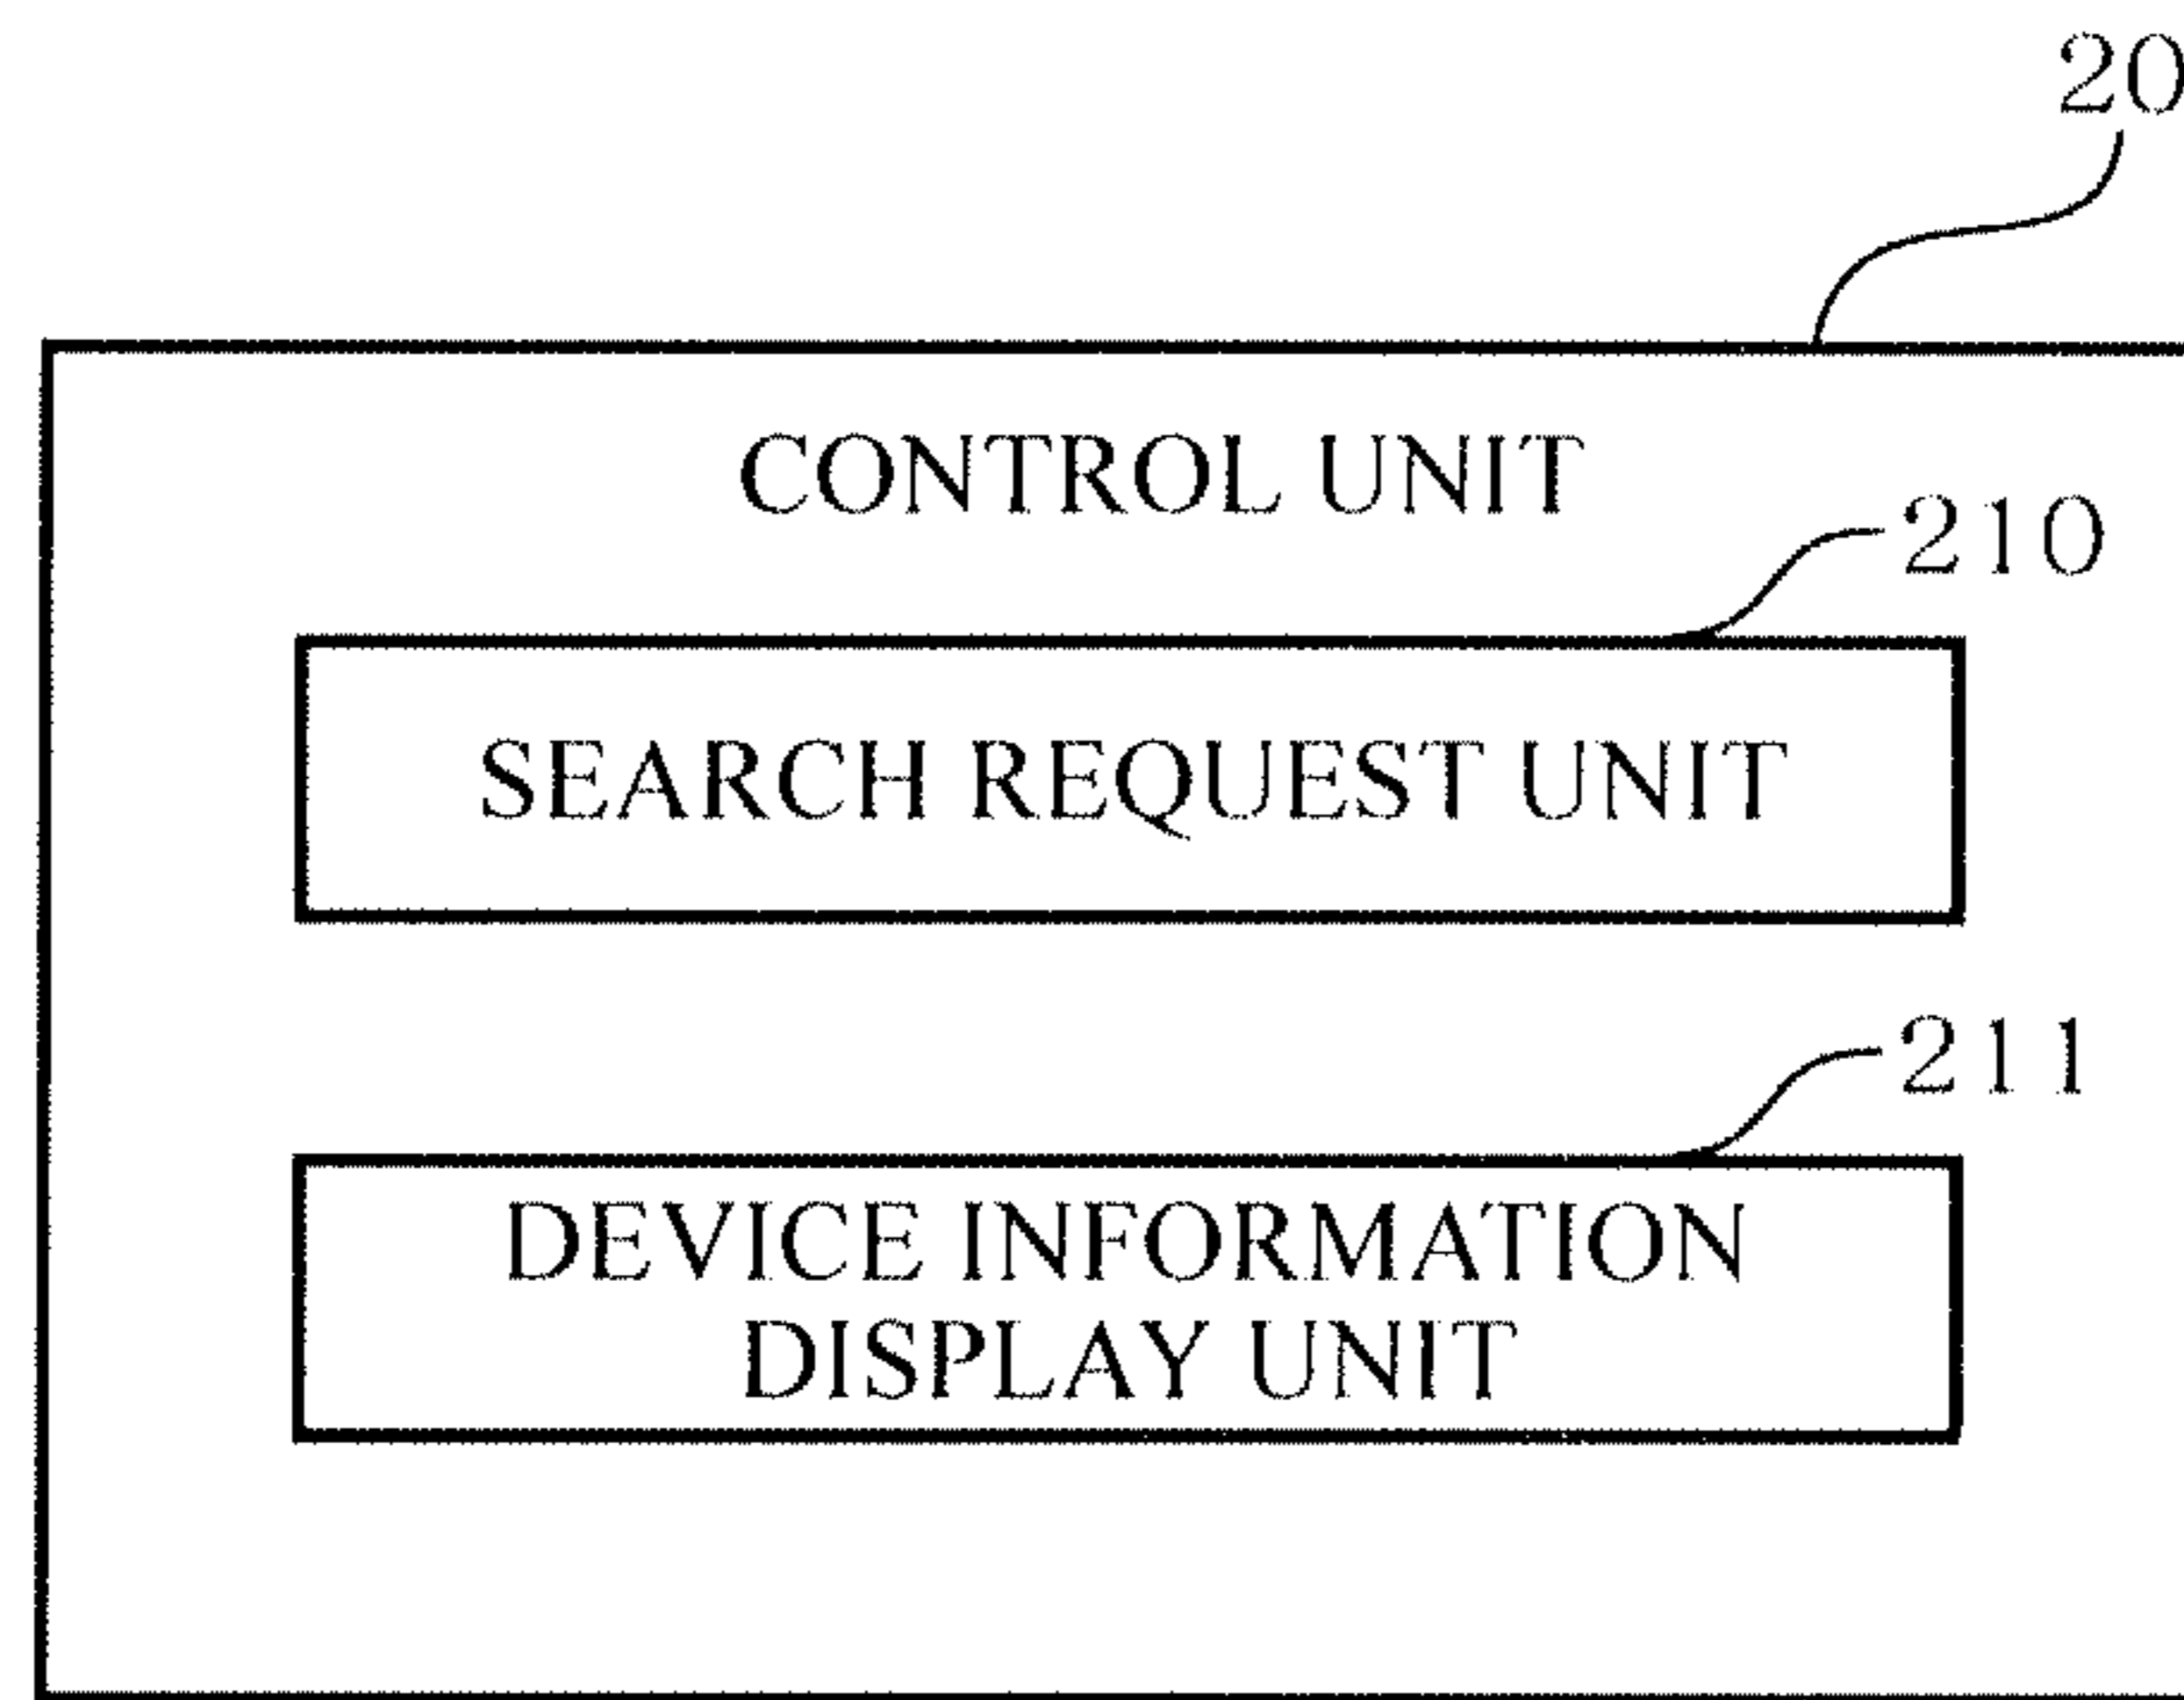 20
CONTROL UNIT
210
SEARCH REQUEST UNIT
211
DEVICE INFORMATION
DISPLAY UNIT